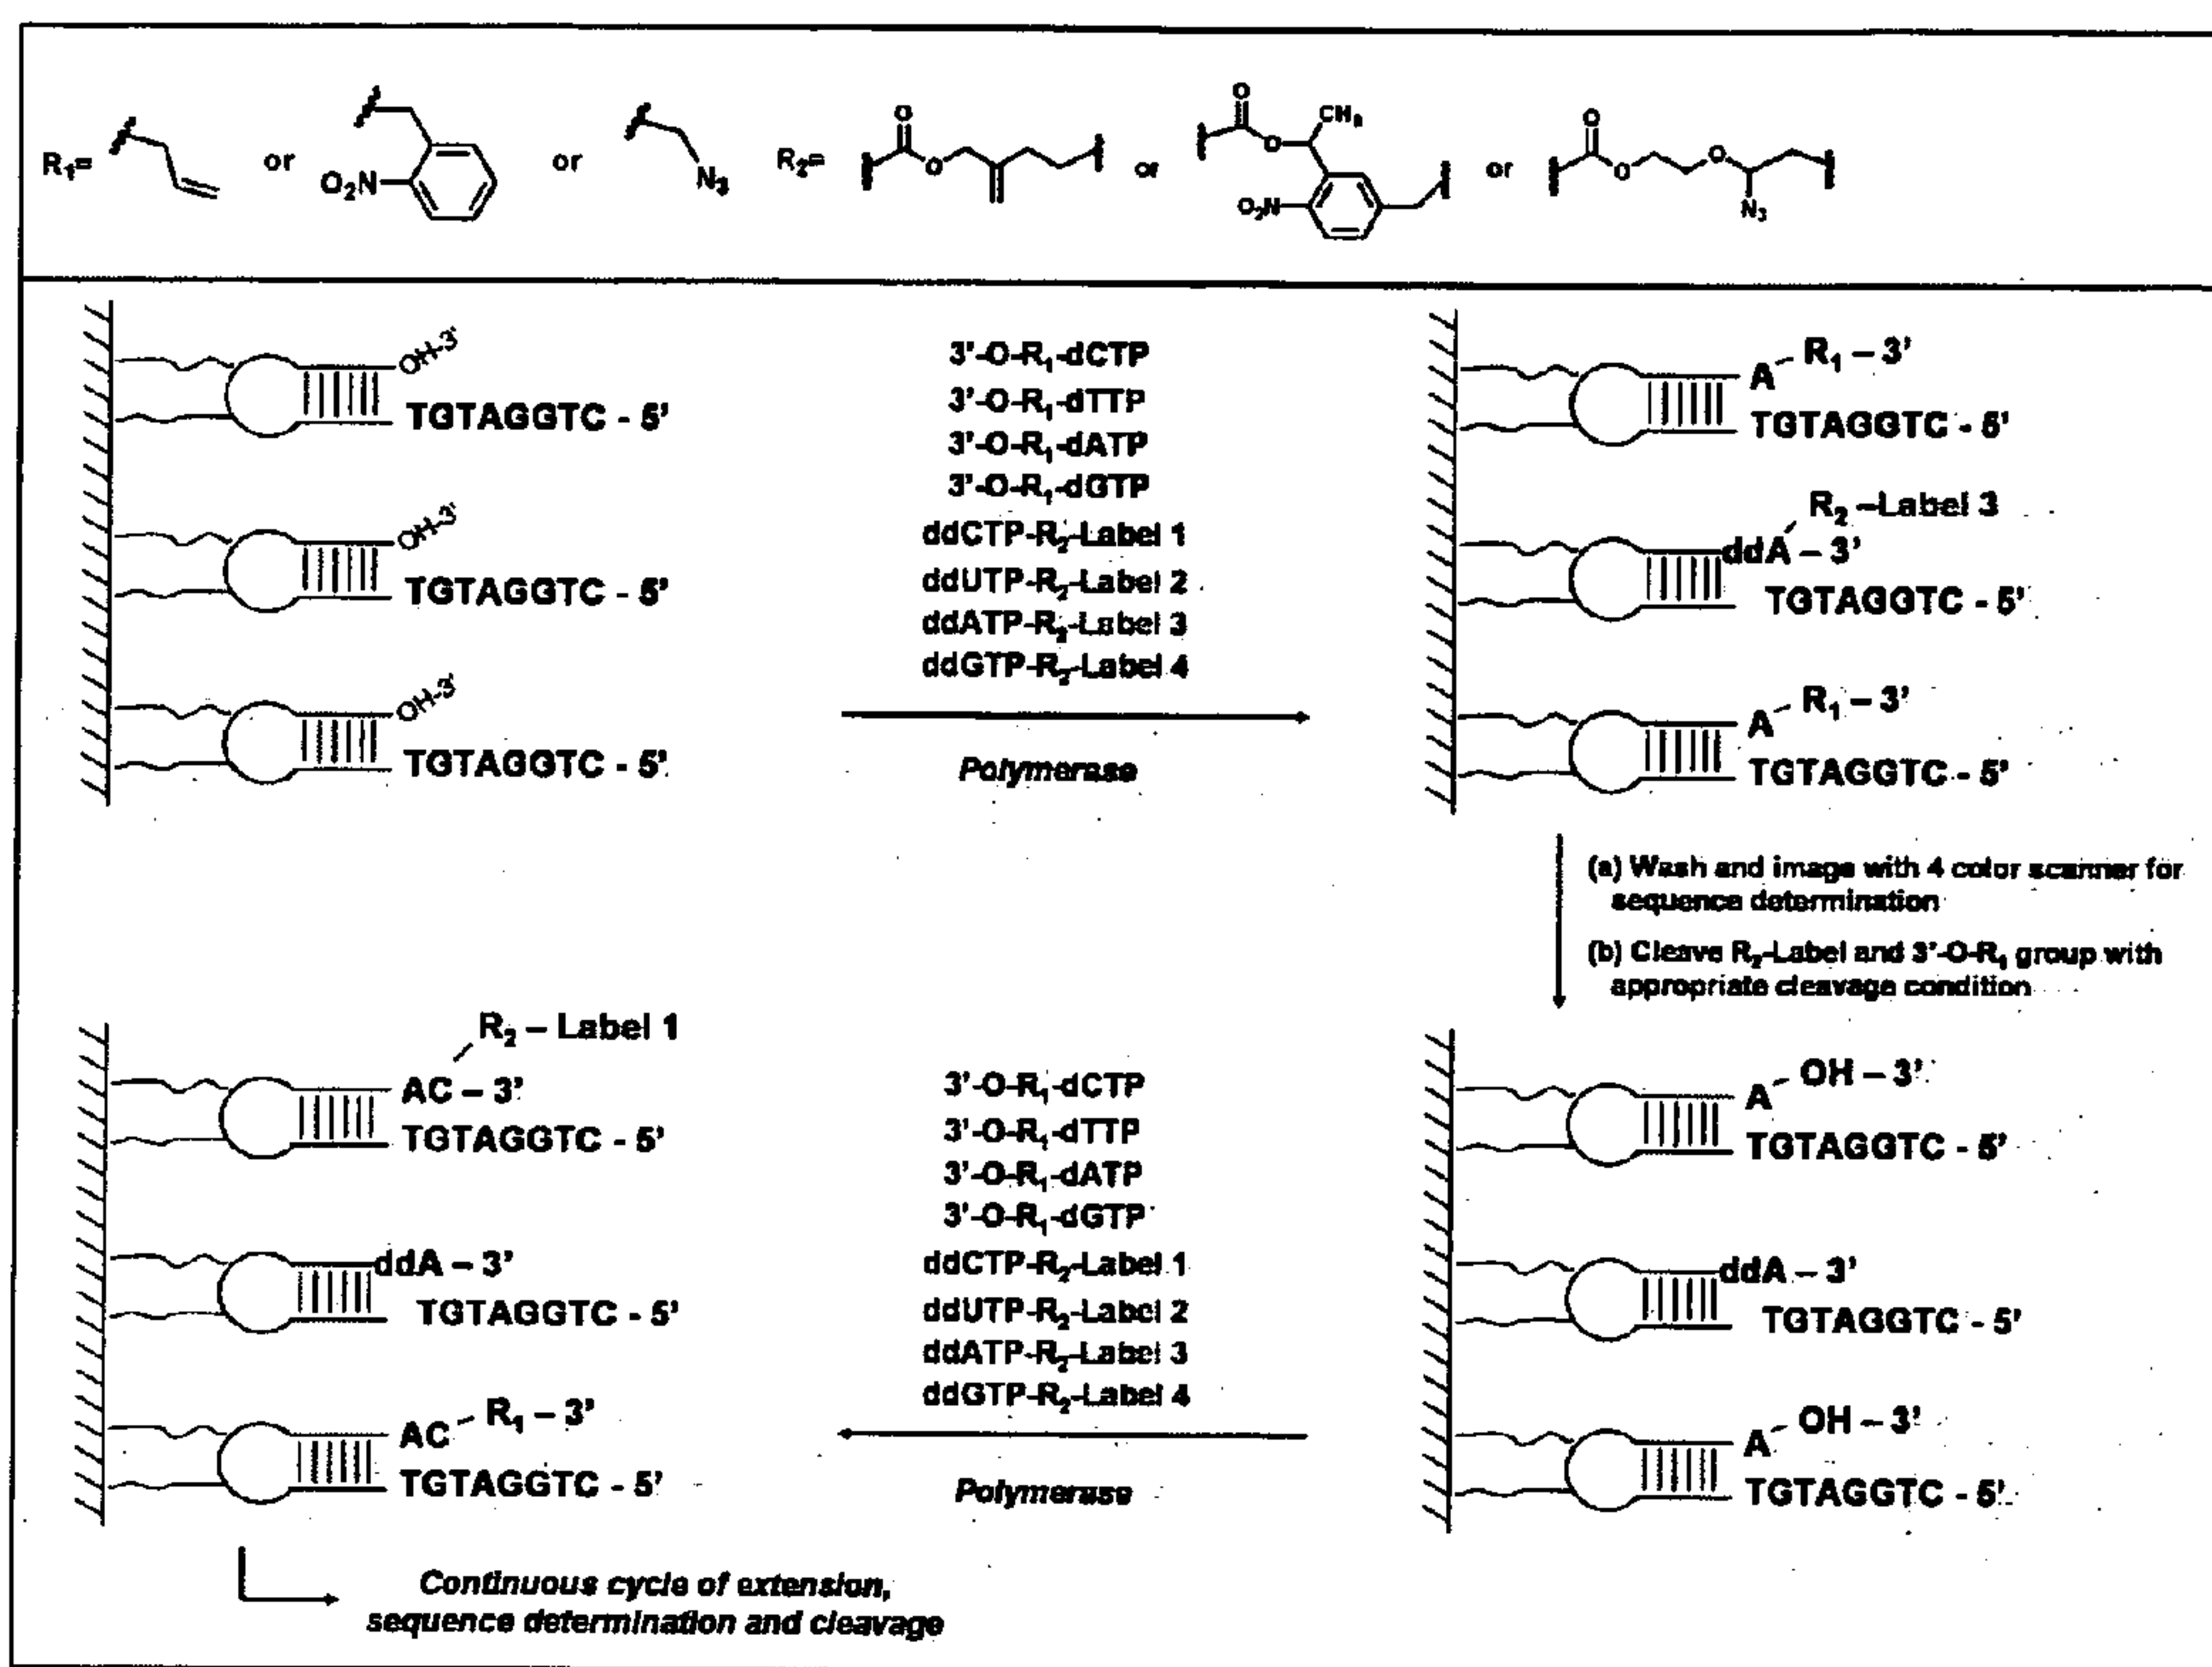 R₁= or O₂N N₃ or R₂= O O or O CH₃ O O₂N or O O O N₃
OH-3'
TGTAGGTC - 5'
OH-3'
TGTAGGTC - 5'
OH-3'
TGTAGGTC - 5'
3'-O-R₁-dCTP
3'-O-R₁-dTTP
3'-O-R₁-dATP
3'-O-R₁-dGTP
ddCTP-R₂-Label 1
ddUTP-R₂-Label 2
ddATP-R₂-Label 3
ddGTP-R₂-Label 4
Polymerase
A R₁ – 3'
TGTAGGTC - 5'
R₂ –Label 3
ddA – 3'
TGTAGGTC - 5'
A R₁ – 3'
TGTAGGTC - 5'
(a) Wash and image with 4 color scanner for
sequence determination
(b) Cleave R₂-Label and 3'-O-R₁ group with
appropriate cleavage condition
A OH – 3'
TGTAGGTC - 5'
ddA – 3'
TGTAGGTC - 5'
A OH – 3'
TGTAGGTC - 5'
3'-O-R₁-dCTP
3'-O-R₁-dTTP
3'-O-R₁-dATP
3'-O-R₁-dGTP
ddCTP-R₂-Label 1
ddUTP-R₂-Label 2
ddATP-R₂-Label 3
ddGTP-R₂-Label 4
Polymerase
R₂ – Label 1
AC – 3'
TGTAGGTC - 5'
ddA – 3'
TGTAGGTC - 5'
AC R₁ – 3'
TGTAGGTC - 5'
Continuous cycle of extension,
sequence determination and cleavage